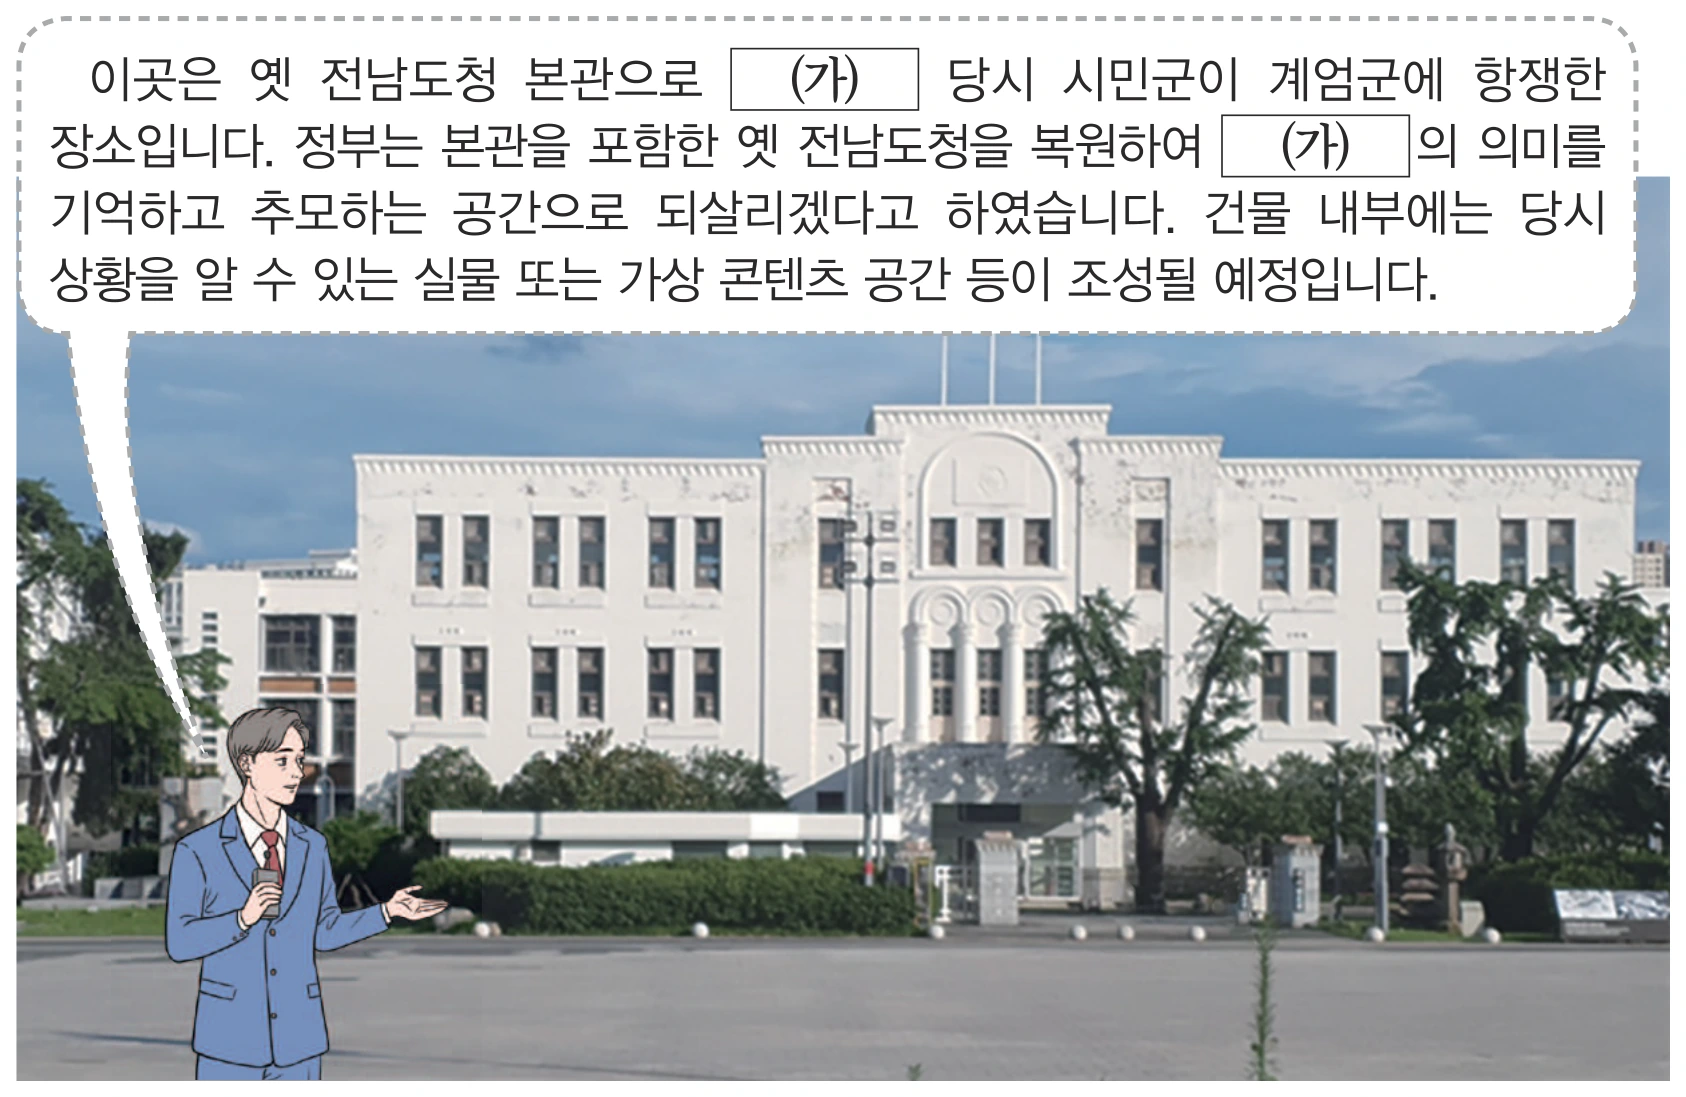 이곳은 옛 전남도청 본관으로 (가) 당시 시민군이 계엄군에 항쟁한
장소입니다. 정부는 본관을 포함한 옛 전남도청을 복원하여 (가)의 의미를
기억하고 추모하는 공간으로 되살리겠다고 하였습니다. 건물 내부에는 당시
상황을 알 수 있는 실물 또는 가상 콘텐츠 공간 등이 조성될 예정입니다.